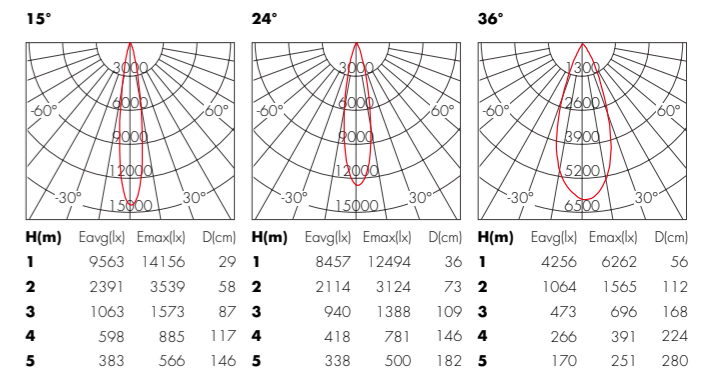 15° 24° 36°
3000 3000 1300
-60° 6000 60° -60° 6000 60° -60° 2600 60°
9000 9000 3900
12000 12000 5200
-30° 15000 30° -30° 15000 30° -30° 6500 30°
H(m) Eavg(lx) Emax(lx) D(cm) H(m) Eavg(lx) Emax(lx) D(cm) H(m) Eavg(lx) Emax(lx) D(cm)
1 9563 14156 29 1 8457 12494 36 1 4256 6262 56
2 2391 3539 58 2 2114 3124 73 2 1064 1565 112
3 1063 1573 87 3 940 1388 109 3 473 696 168
4 598 885 117 4 418 781 146 4 266 391 224
5 383 566 146 5 338 500 182 5 170 251 280